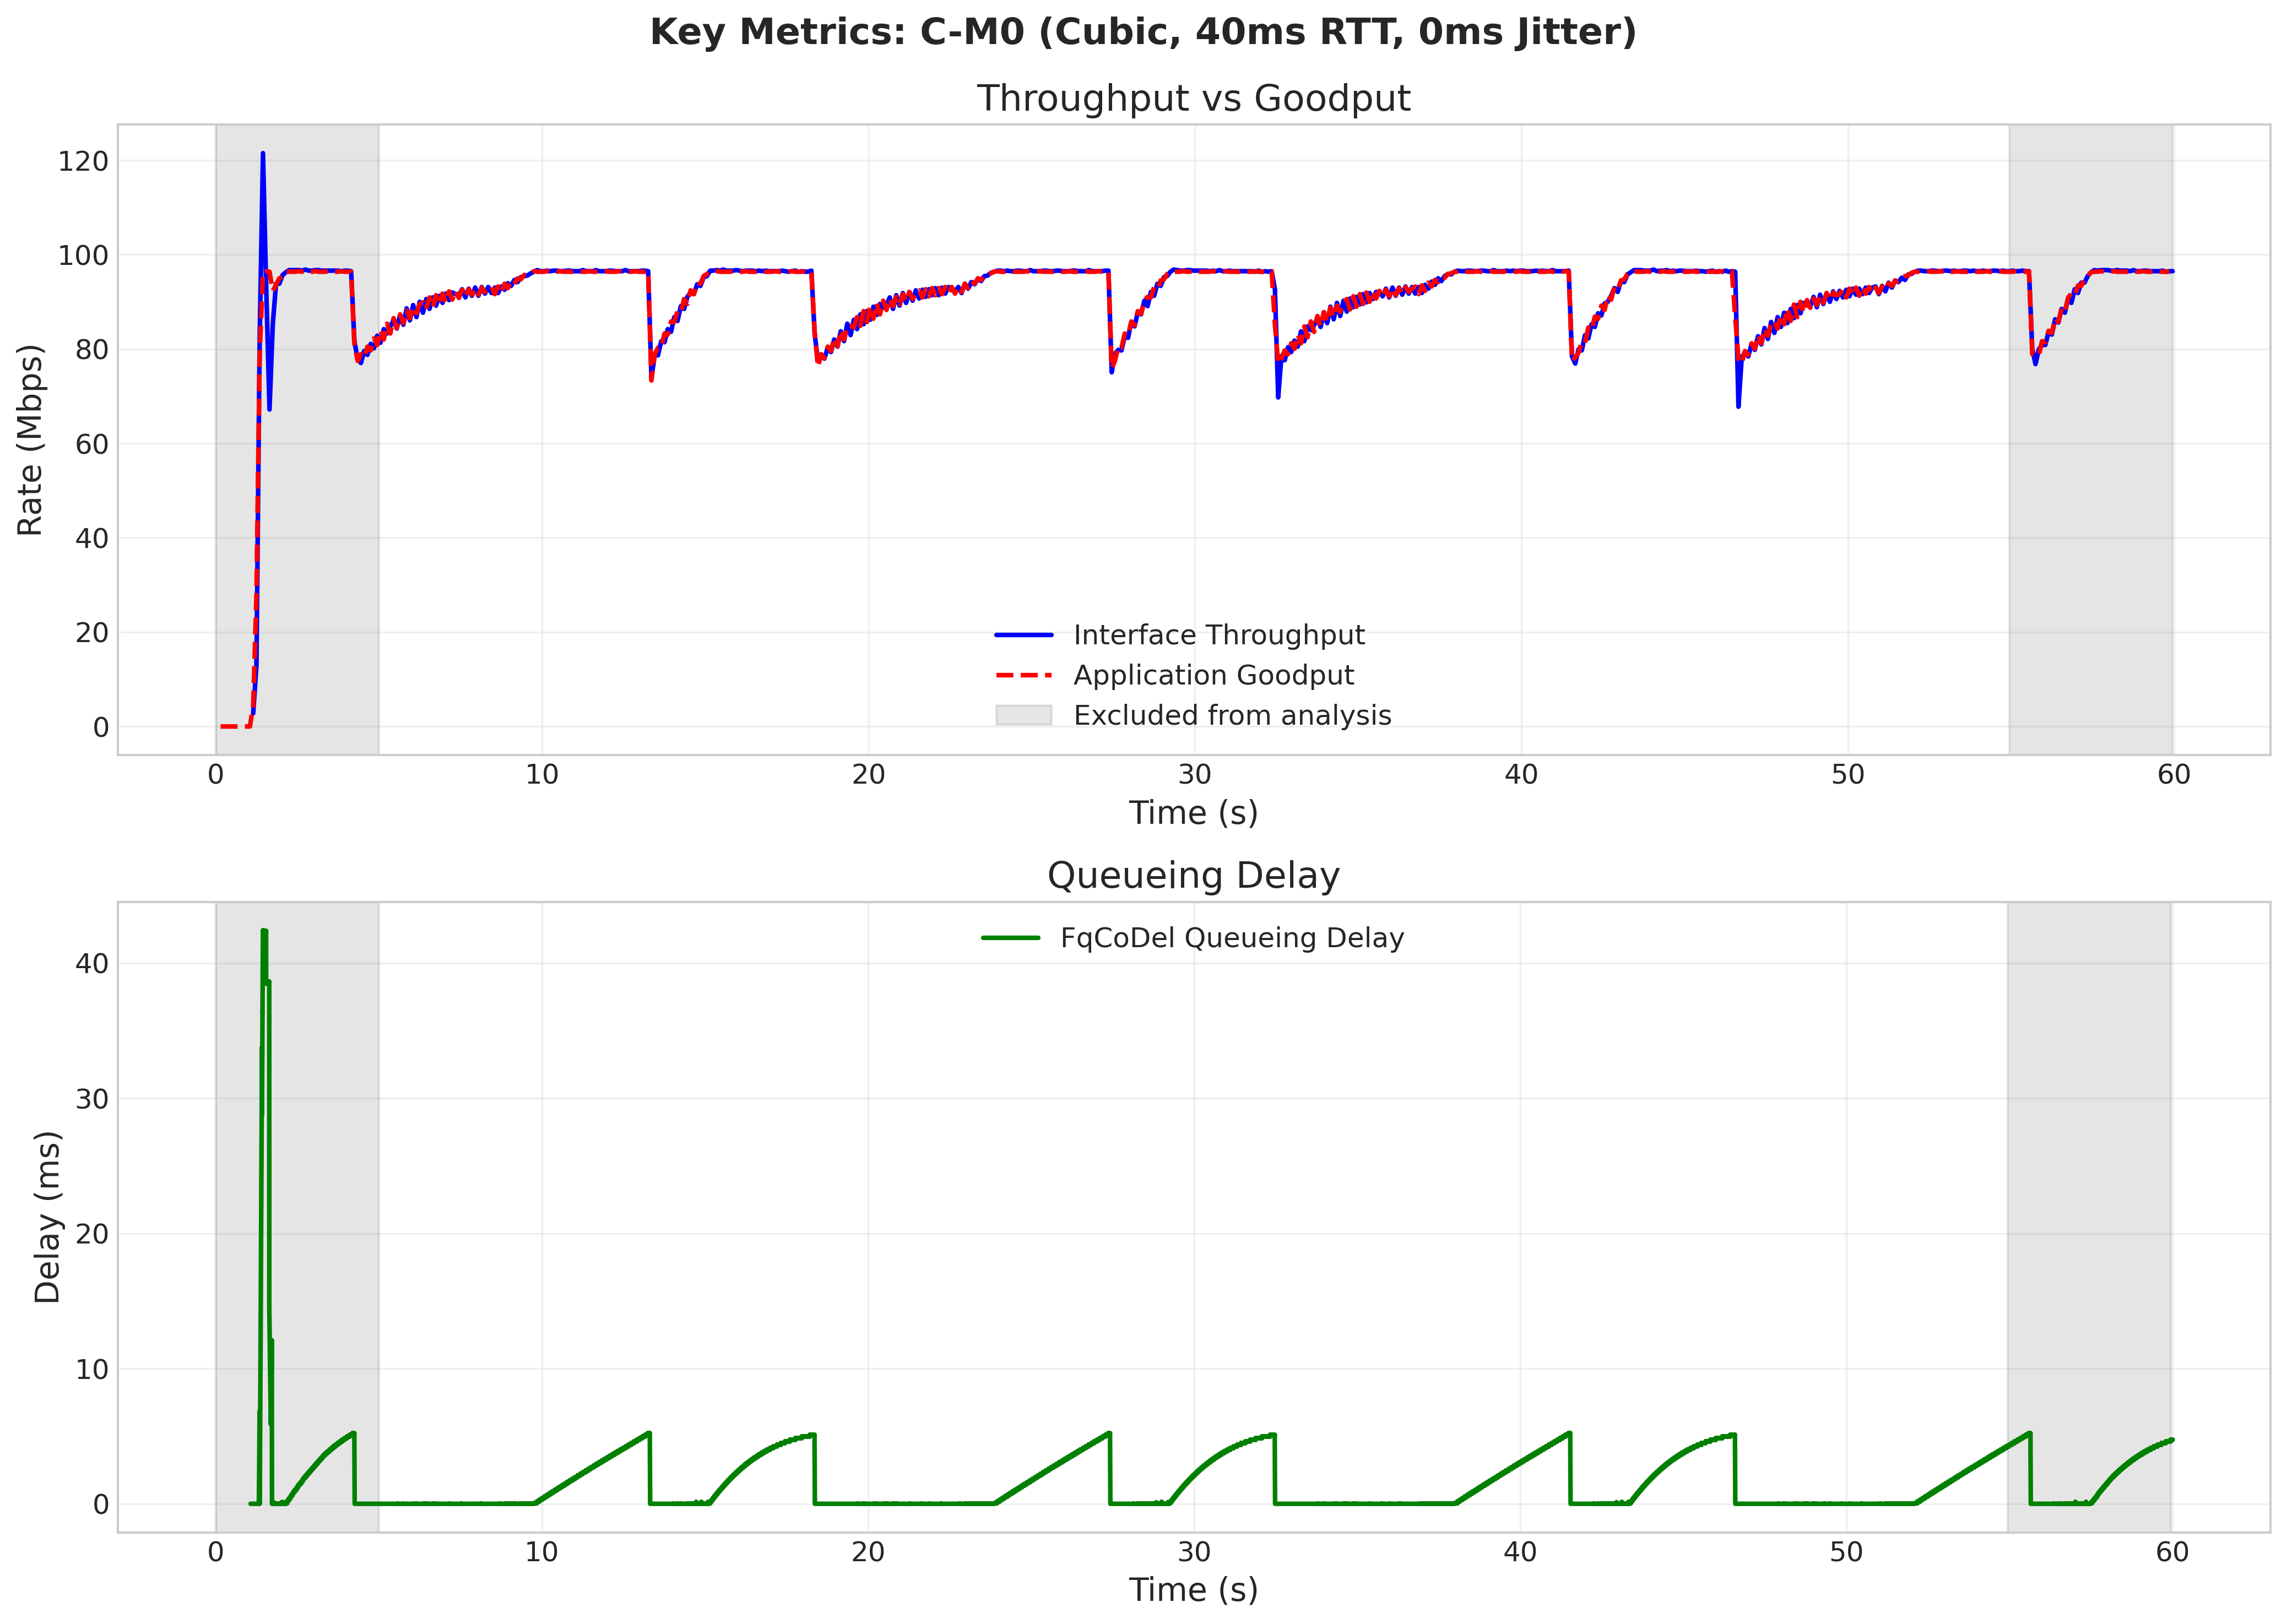 Key Metrics: C-M0 (Cubic, 40ms RTT, 0ms Jitter)
Throughput vs Goodput
Rate (Mbps)
120
100
80
60
40
20
0
Interface Throughput
Application Goodput
Excluded from analysis
0 10 20 30 40 50 60
Time (s)
Queueing Delay
Delay (ms)
FqCoDel Queueing Delay
40
30
20
10
0
0 10 20 30 40 50 60
Time (s)